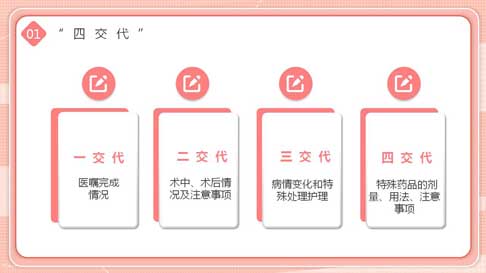 01
“四交代”
一交代
医嘱完成
情况
二交代
术中、术后情
况及注意事项
三交代
病情变化和特
殊处理护理
四交代
特殊药品的剂
量、用法、注意
事项